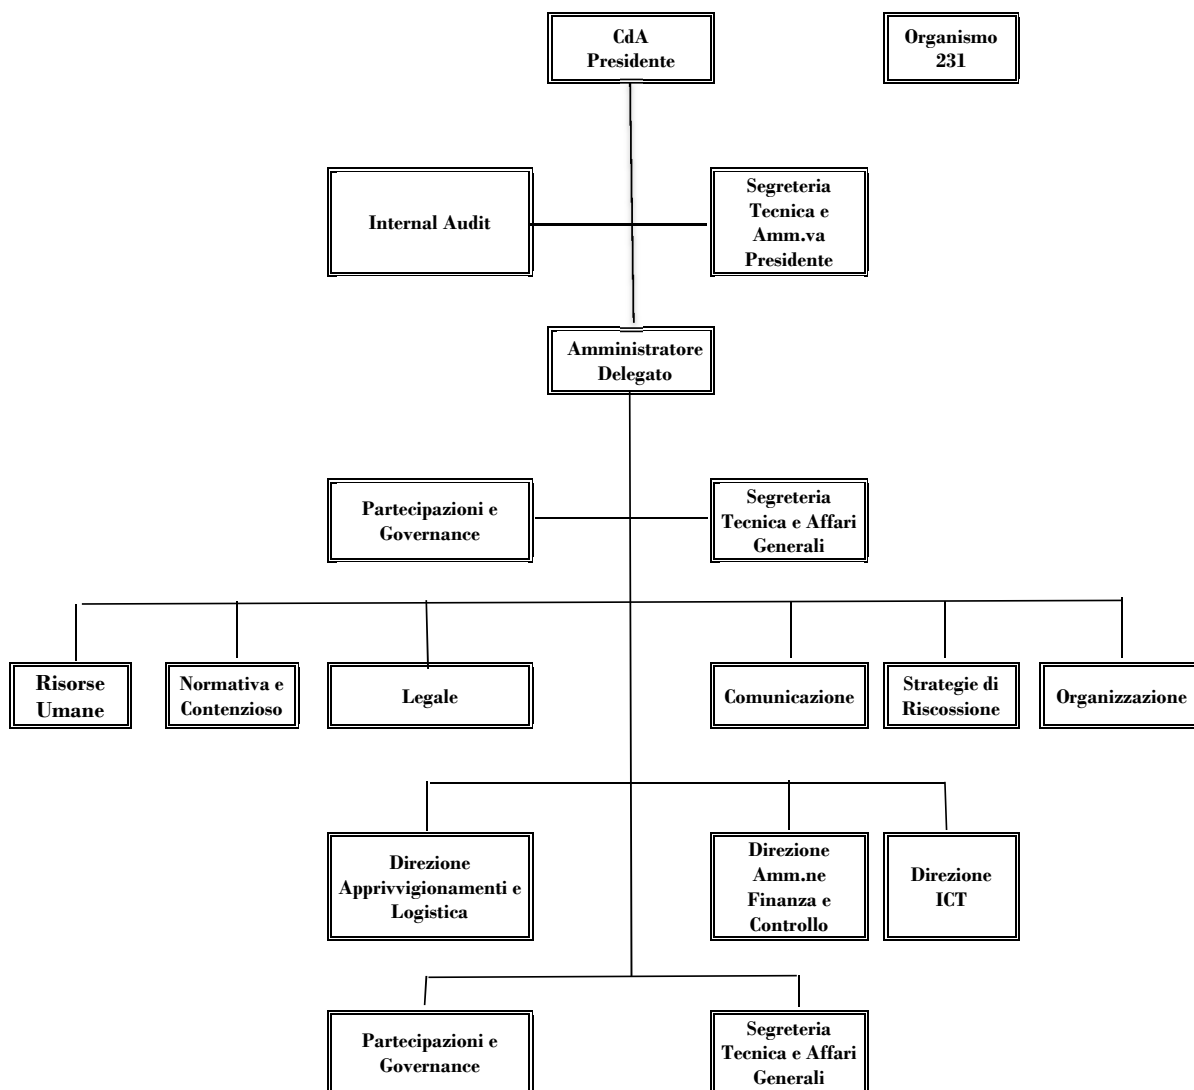 CdA
Presidente
Organismo
231
Internal Audit
Segreteria
Tecnica e
Amm.va
Presidente
Amministratore
Delegato
Partecipazioni e
Governance
Segreteria
Tecnica e Affari
Generali
Risorse
Umane
Normativa e
Contenzioso
Legale
Comunicazione
Strategie di
Riscossione
Organizzazione
Direzione
Apprivvigionamenti e
Logistica
Direzione
Amm.ne
Finanza e
Controllo
Direzione
ICT
Partecipazioni e
Governance
Segreteria
Tecnica e Affari
Generali